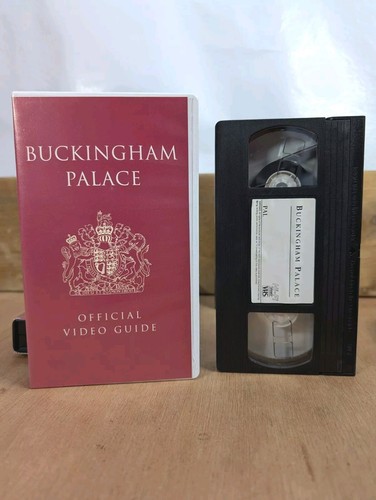 BUCKINGHAM
PALACE
OFFICIAL
VIDEO GUIDE
BUCKINGHAM PALACE
PAL
VHS